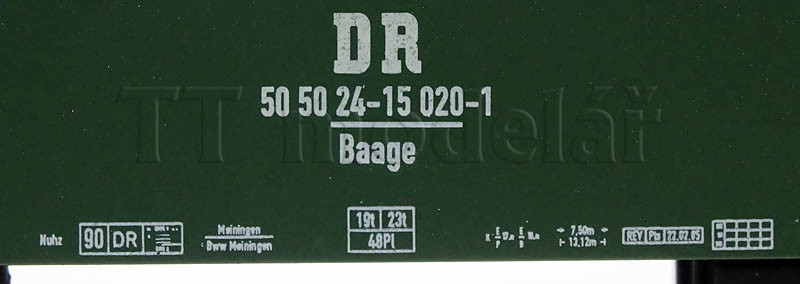 DR
50 50 24-15 020-1
Baage
TT modelář
Nuhz
90 DR
Meiningen
Bww Meiningen
19t 23t
48Pl
7,50m
13,12m
REV Pto 22.02.85